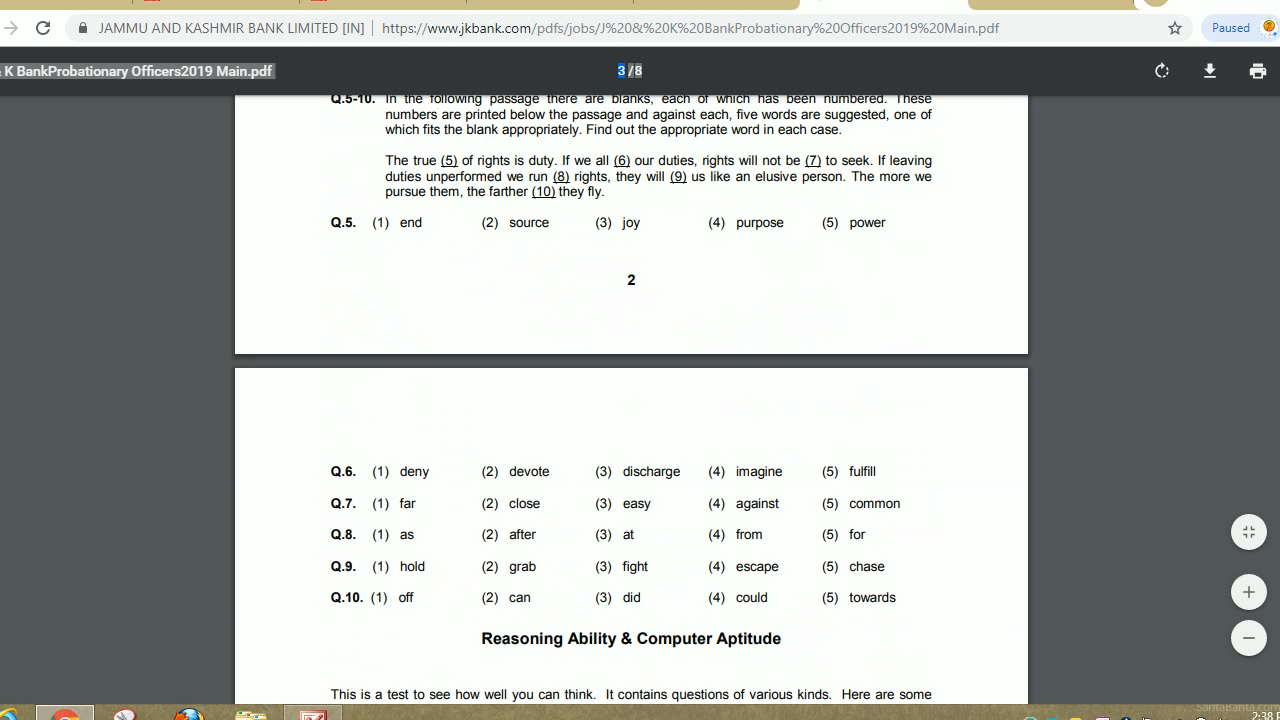 JAMMU AND KASHMIR BANK LIMITED [IN] https://www.jkbank.com/pdfs/jobs/J%20&%20K%20BankProbationary%20Officers2019%20Main.pdf Paused
K BankProbationary Officers2019 Main.pdf 3/8
Q.5-10. In the following passage there are blanks, each of which has been numbered. These
numbers are printed below the passage and against each, five words are suggested, one of
which fits the blank appropriately. Find out the appropriate word in each case.
The true (5) of rights is duty. If we all (6) our duties, rights will not be (7) to seek. If leaving
duties unperformed we run (8) rights, they will (9) us like an elusive person. The more we
pursue them, the farther (10) they fly.
Q.5. (1) end (2) source (3) joy (4) purpose (5) power
2
Q.6. (1) deny (2) devote (3) discharge (4) imagine (5) fulfill
Q.7. (1) far (2) close (3) easy (4) against (5) common
Q.8. (1) as (2) after (3) at (4) from (5) for
Q.9. (1) hold (2) grab (3) fight (4) escape (5) chase
Q.10. (1) off (2) can (3) did (4) could (5) towards
Reasoning Ability & Computer Aptitude
This is a test to see how well you can think. It contains questions of various kinds. Here are some
SantaBanta.com
2:38